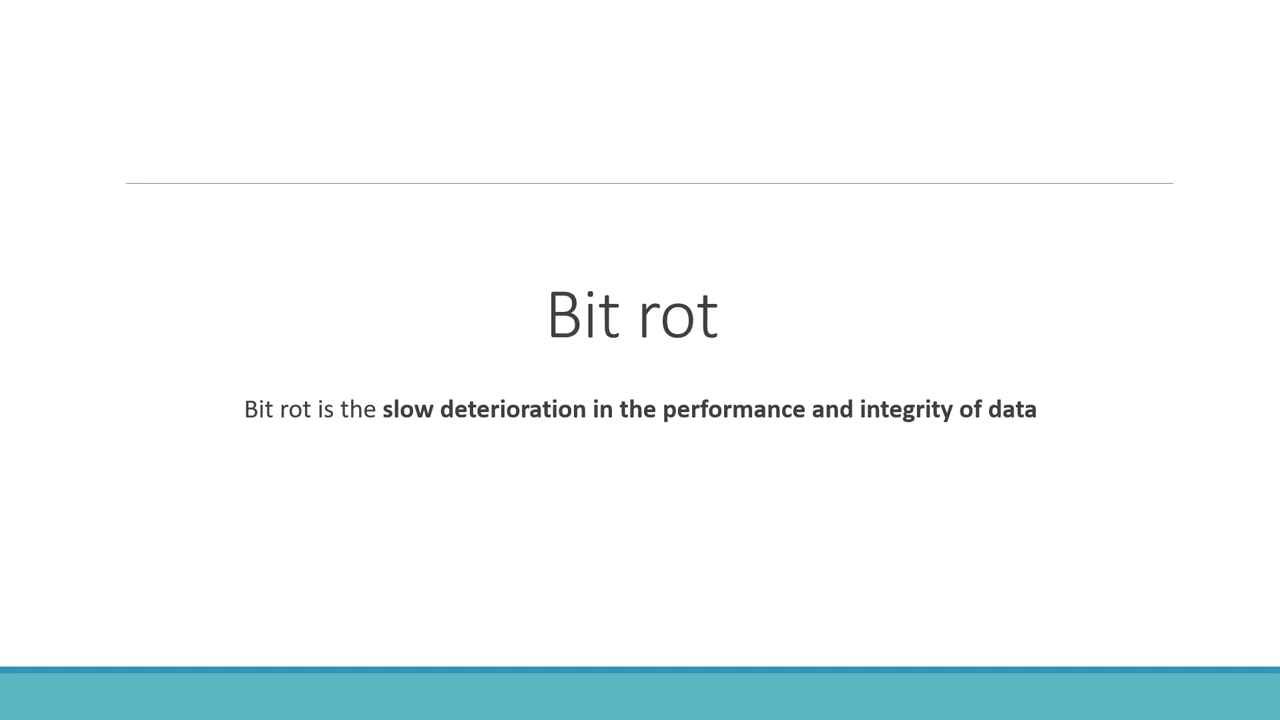 Bit rot
Bit rot is the slow deterioration in the performance and integrity of data